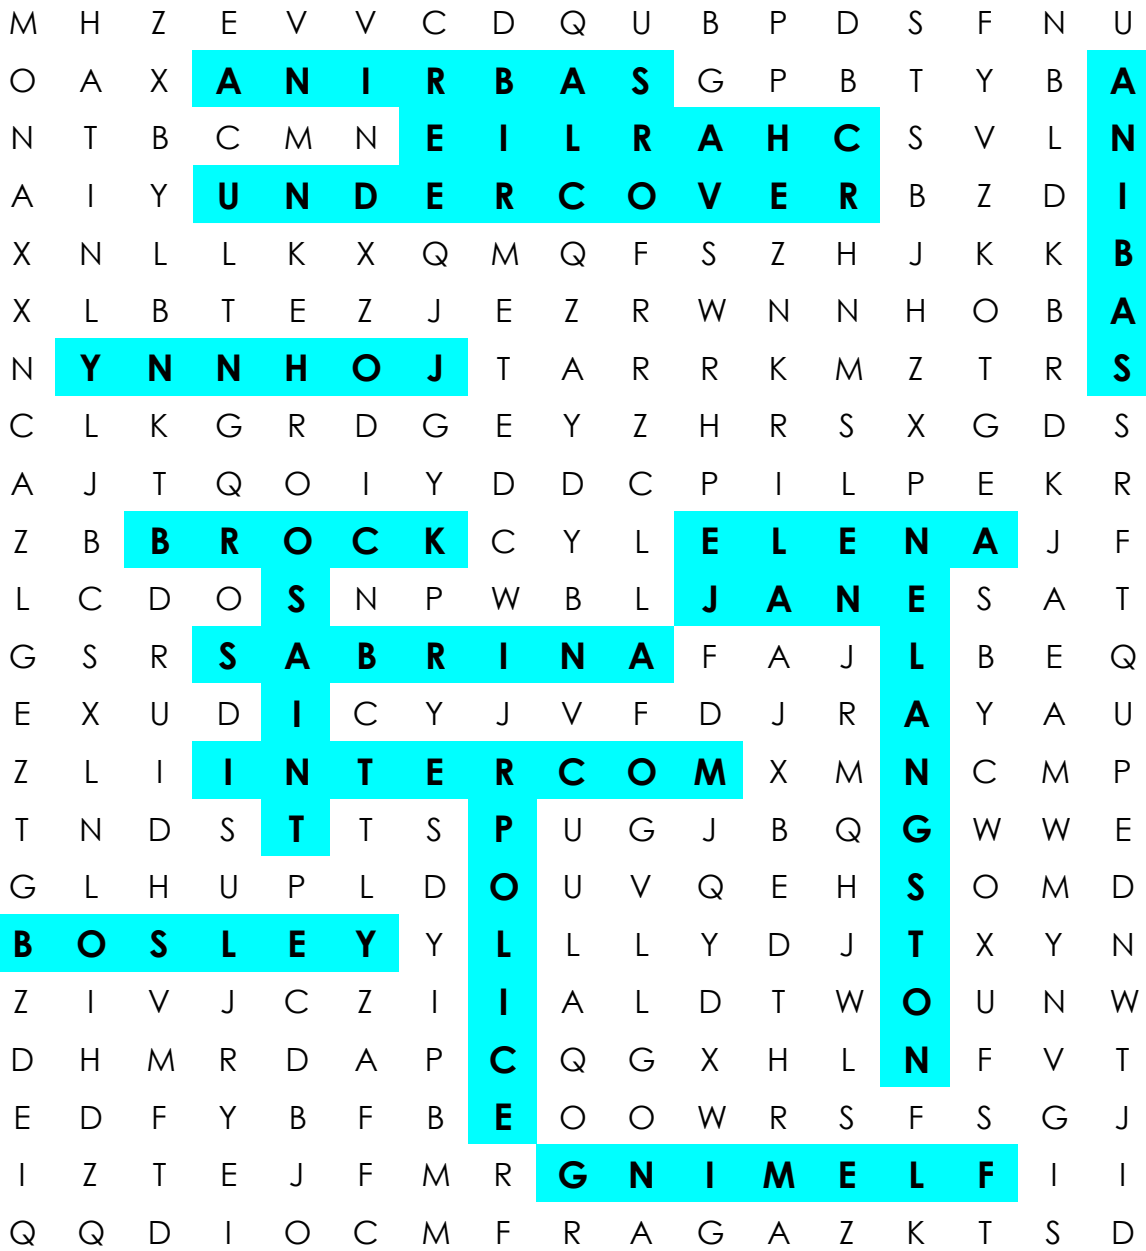 M H Z E V V C D Q U B P D S F N U
O A X A N I R B A S G P B T Y B A
N T B C M N E I L R A H C S V L N
A I Y U N D E R C O V E R B Z D I
X N L L K X Q M Q F S Z H J K K B
X L B T E Z J E Z R W N N H O B A
N Y N N H O J T A R R K M Z T R S
C L K G R D G E Y Z H R S X G D S
A J T Q O I Y D D C P I L P E K R
Z B B R O C K C Y L E L E N A J F
L C D O S N P W B L J A N E S A T
G S R S A B R I N A F A J L B E Q
E X U D I C Y J V F D J R A Y A U
Z L I I N T E R C O M X M N C M P
T N D S T T S P U G J B Q G W W E
G L H U P L D O U V Q E H S O M D
B O S L E Y Y L L L Y D J T X Y N
Z I V J C Z I I A L D T W O U N W
D H M R D A P C Q G X H L N F V T
E D F Y B F B E O O W R S F S G J
I Z T E J F M R G N I M E L F I I
Q Q D I O C M F R A G A Z K T S D